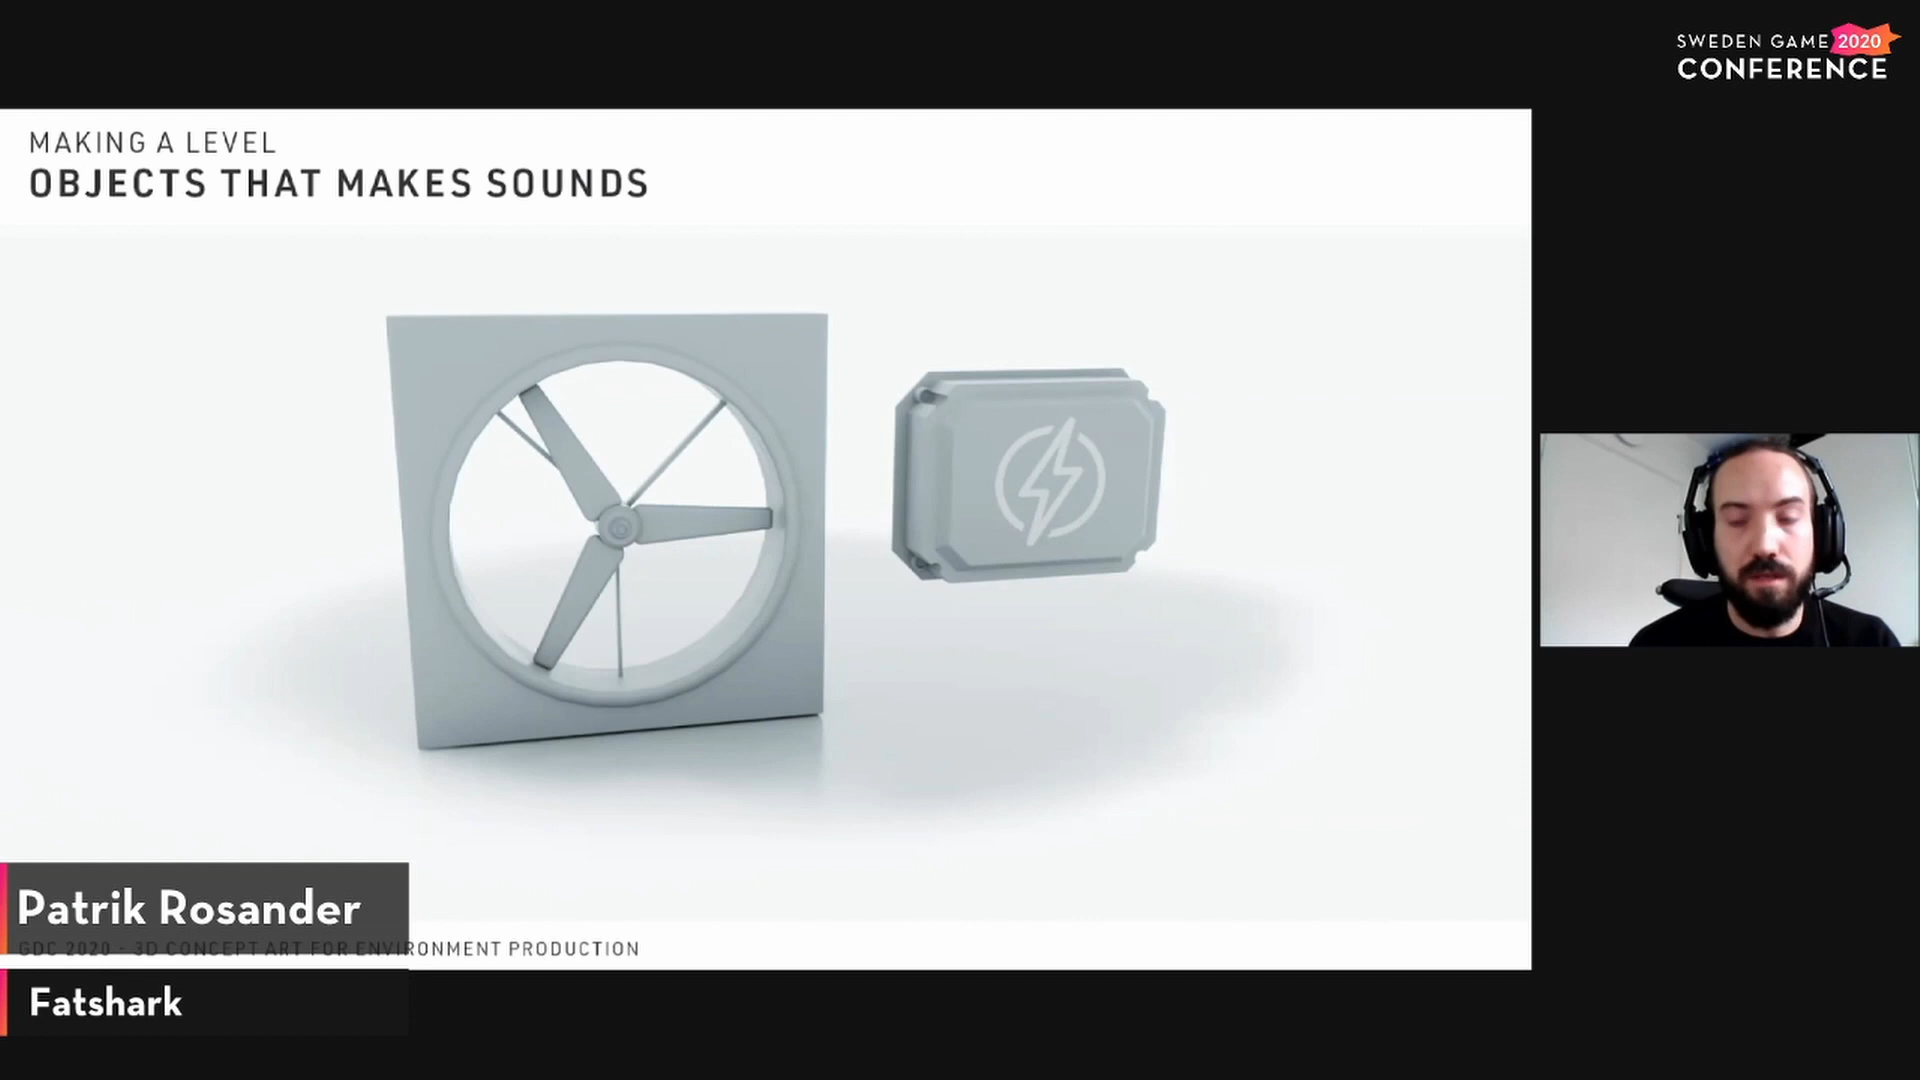 SWEDEN GAME 2020
CONFERENCE
MAKING A LEVEL
OBJECTS THAT MAKES SOUNDS
Patrik Rosander
GDC 2020 - 3D CONCEPT ART FOR ENVIRONMENT PRODUCTION
Fatshark